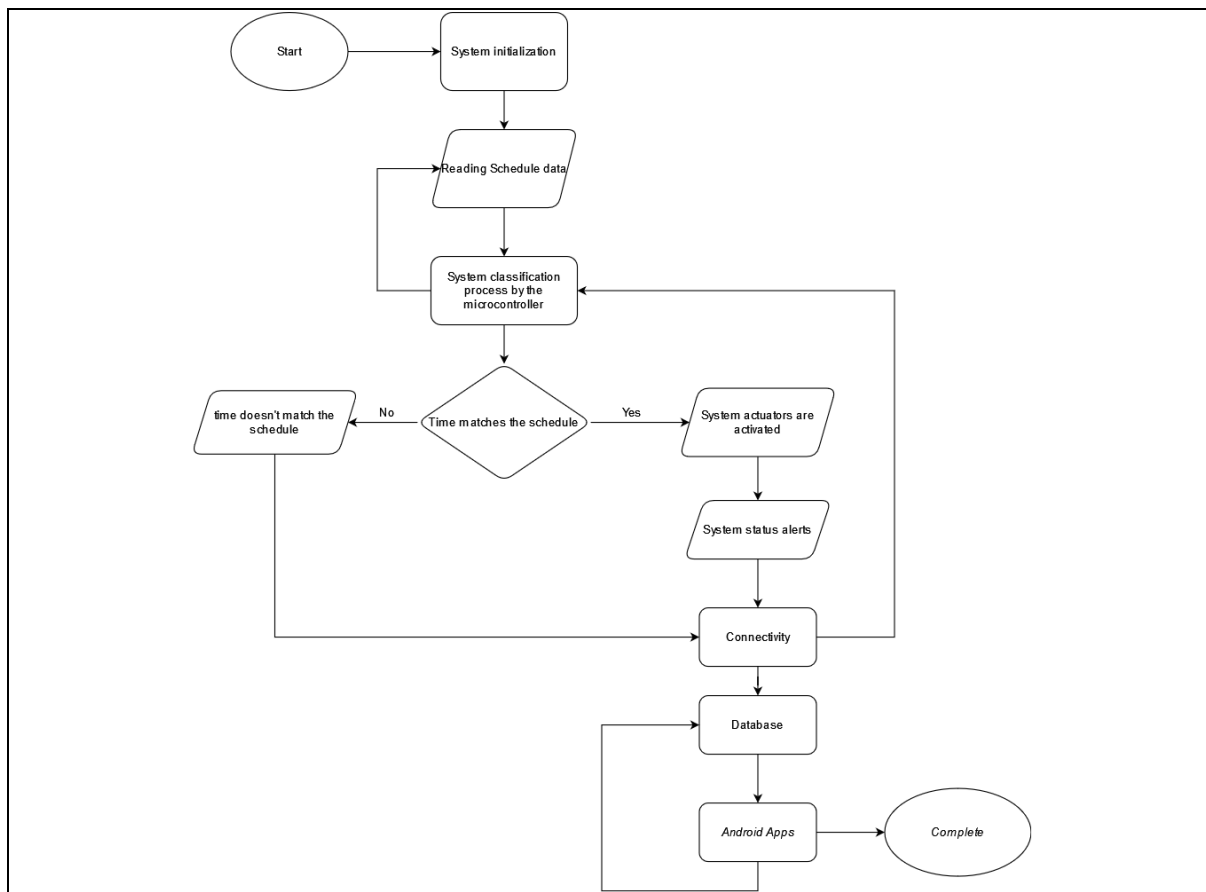 Start
System initialization
Reading Schedule data
System classification
process by the
microcontroller
time doesn't match the
schedule
No
Time matches the schedule
Yes
System actuators are
activated
System status alerts
Connectivity
Database
Android Apps
Complete